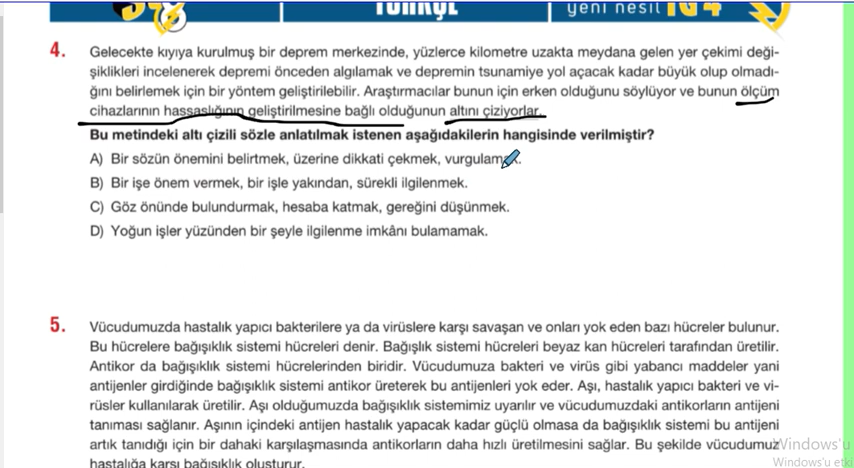 TÜRKÇE
yeni nesil
4. Gelecekte kıyıya kurulmuş bir deprem merkezinde, yüzlerce kilometre uzakta meydana gelen yer çekimi deği-
şiklikleri incelenerek depremi önceden algılamak ve depremin tsunamiye yol açacak kadar büyük olup olmadı-
ğını belirlemek için bir yöntem geliştirilebilir. Araştırmacılar bunun için erken olduğunu söylüyor ve bunun ölçüm
cihazlarının hassaslığının geliştirilmesine bağlı olduğunun altını çiziyorlar.
Bu metindeki altı çizili sözle anlatılmak istenen aşağıdakilerin hangisinde verilmiştir?
A) Bir sözün önemini belirtmek, üzerine dikkati çekmek, vurgulamak.
B) Bir işe önem vermek, bir işle yakından, sürekli ilgilenmek.
C) Göz önünde bulundurmak, hesaba katmak, gereğini düşünmek.
D) Yoğun işler yüzünden bir şeyle ilgilenme imkânı bulamamak.
5. Vücudumuzda hastalık yapıcı bakterilere ya da virüslere karşı savaşan ve onları yok eden bazı hücreler bulunur.
Bu hücrelere bağışıklık sistemi hücreleri denir. Bağışlık sistemi hücreleri beyaz kan hücreleri tarafından üretilir.
Antikor da bağışıklık sistemi hücrelerinden biridir. Vücudumuza bakteri ve virüs gibi yabancı maddeler yani
antijenler girdiğinde bağışıklık sistemi antikor üreterek bu antijenleri yok eder. Aşı, hastalık yapıcı bakteri ve vi-
rüsler kullanılarak üretilir. Aşı olduğumuzda bağışıklık sistemimiz uyarılır ve vücudumuzdaki antikorların antijeni
tanıması sağlanır. Aşının içindeki antijen hastalık yapacak kadar güçlü olmasa da bağışıklık sistemi bu antijeni
artık tanıdığı için bir dahaki karşılaşmasında antikorların daha hızlı üretilmesini sağlar. Bu şekilde vücudumuz
hastalığa karşı bağışıklık oluşturur.
Windows'u
Windows'u etki